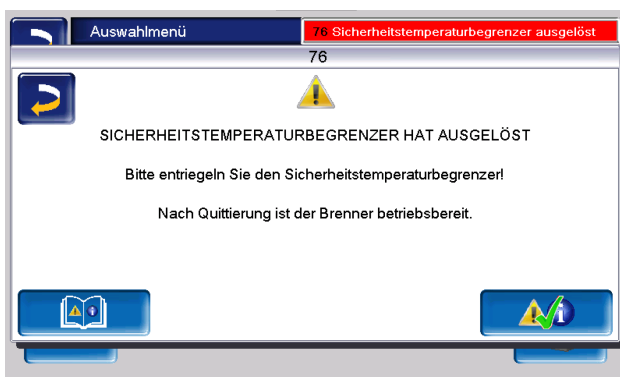 Auswahlmenü
76 Sicherheitstemperaturbegrenzer ausgelöst
76
SICHERHEITSTEMPERATURBEGRENZER HAT AUSGELÖST
Bitte entriegeln Sie den Sicherheitstemperaturbegrenzer!
Nach Quittierung ist der Brenner betriebsbereit.